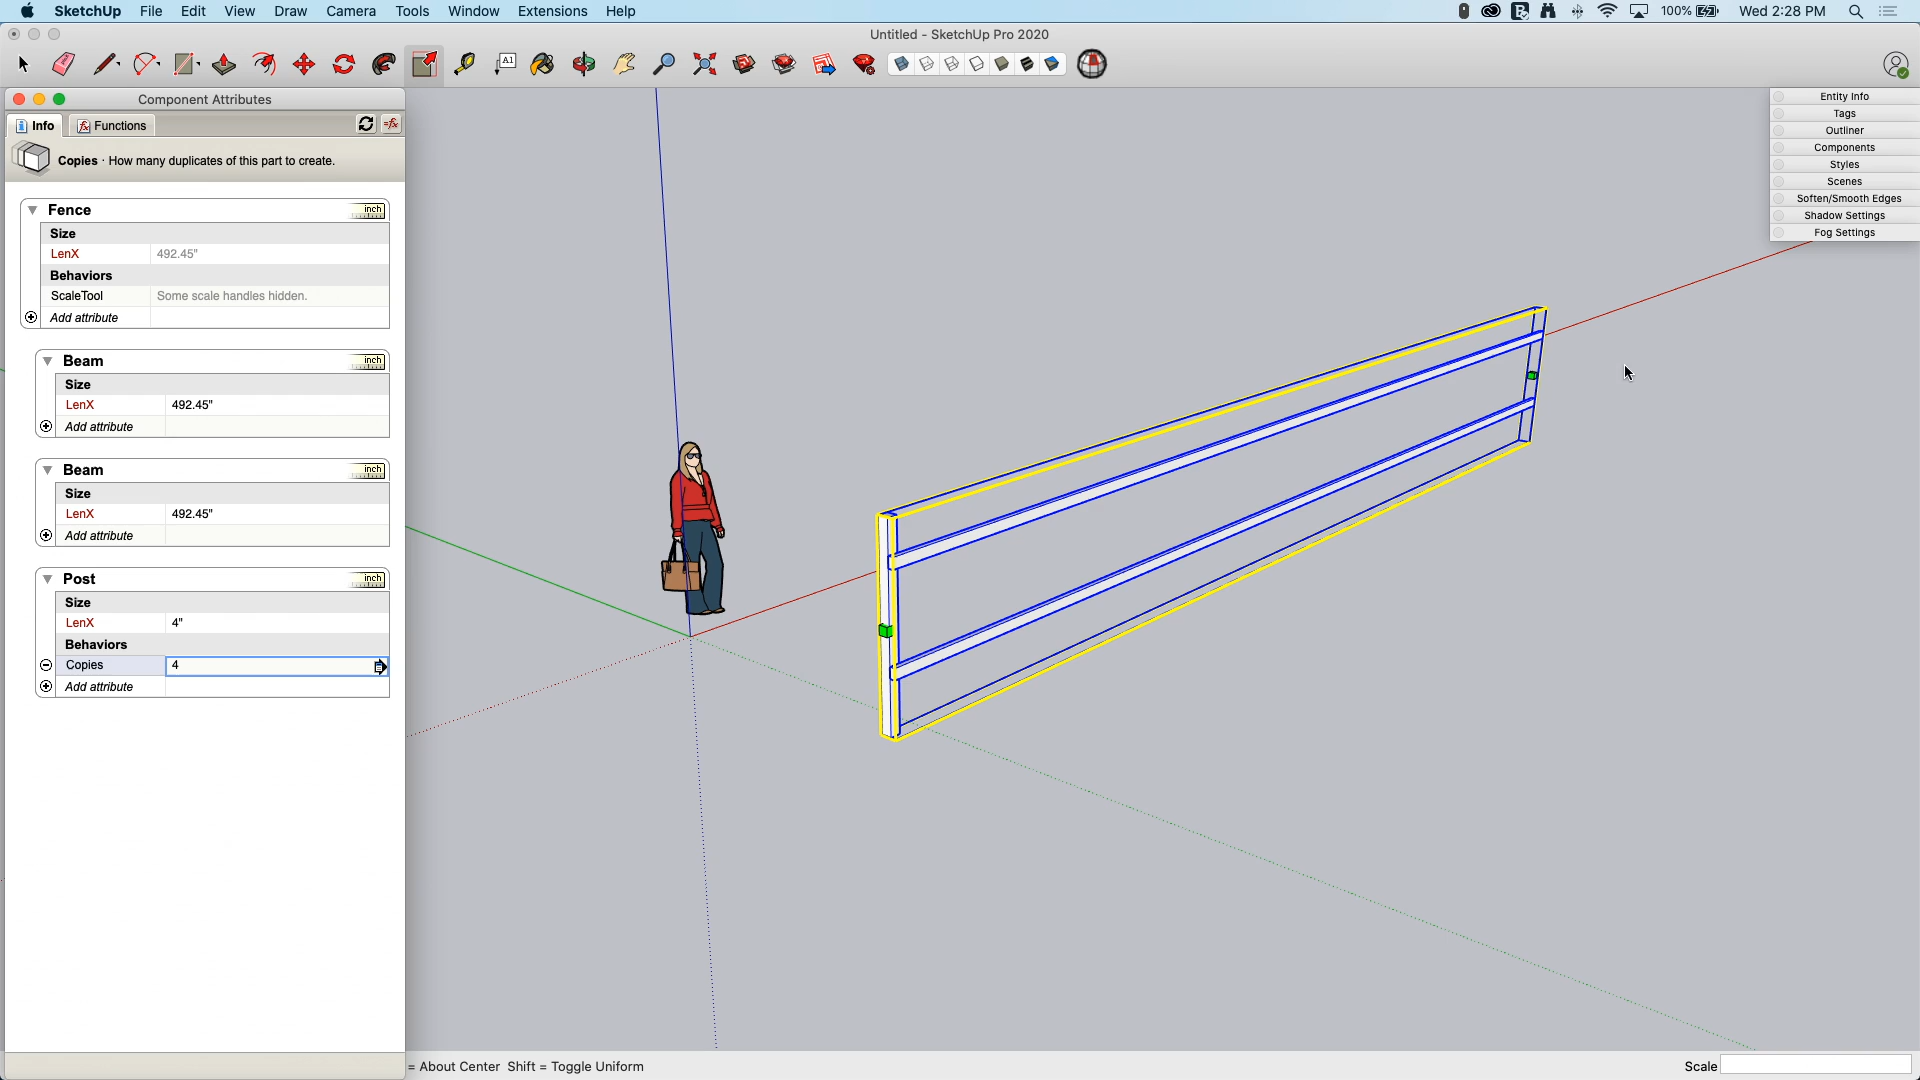 SketchUp File Edit View Draw Camera Tools Window Extensions Help 100% Wed 2:28 PM
Untitled - SketchUp Pro 2020
A1
Component Attributes
Info Functions
Copies · How many duplicates of this part to create.
Fence inch
Size
LenX 492.45"
Behaviors
ScaleTool Some scale handles hidden.
Add attribute
Beam inch
Size
LenX 492.45"
Add attribute
Beam inch
Size
LenX 492.45"
Add attribute
Post inch
Size
LenX 4"
Behaviors
Copies 4
Add attribute
Entity Info
Tags
Outliner
Components
Styles
Scenes
Soften/Smooth Edges
Shadow Settings
Fog Settings
= About Center Shift = Toggle Uniform
Scale